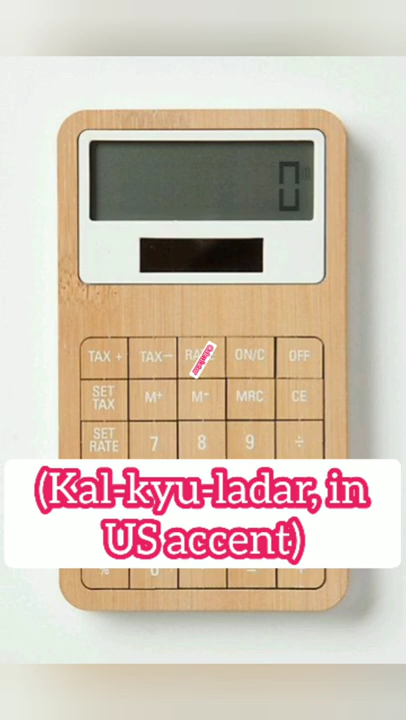 0
TAX + TAX− ON/C OFF
SET TAX M+ MRC CE
SET RATE 7 8 9 ÷
(Kal-kyu-ladar, in
US accent)
%